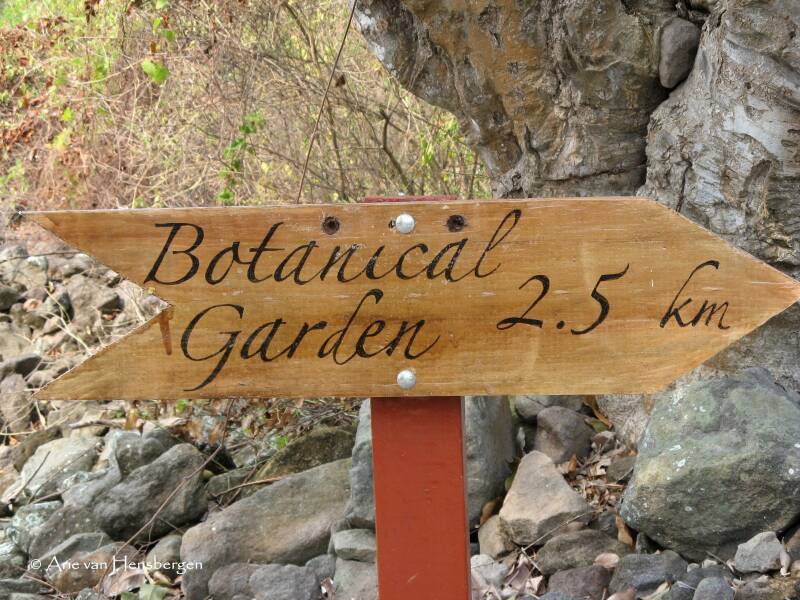 Botanical
Garden 2.5 km
© Arie van Hensbergen